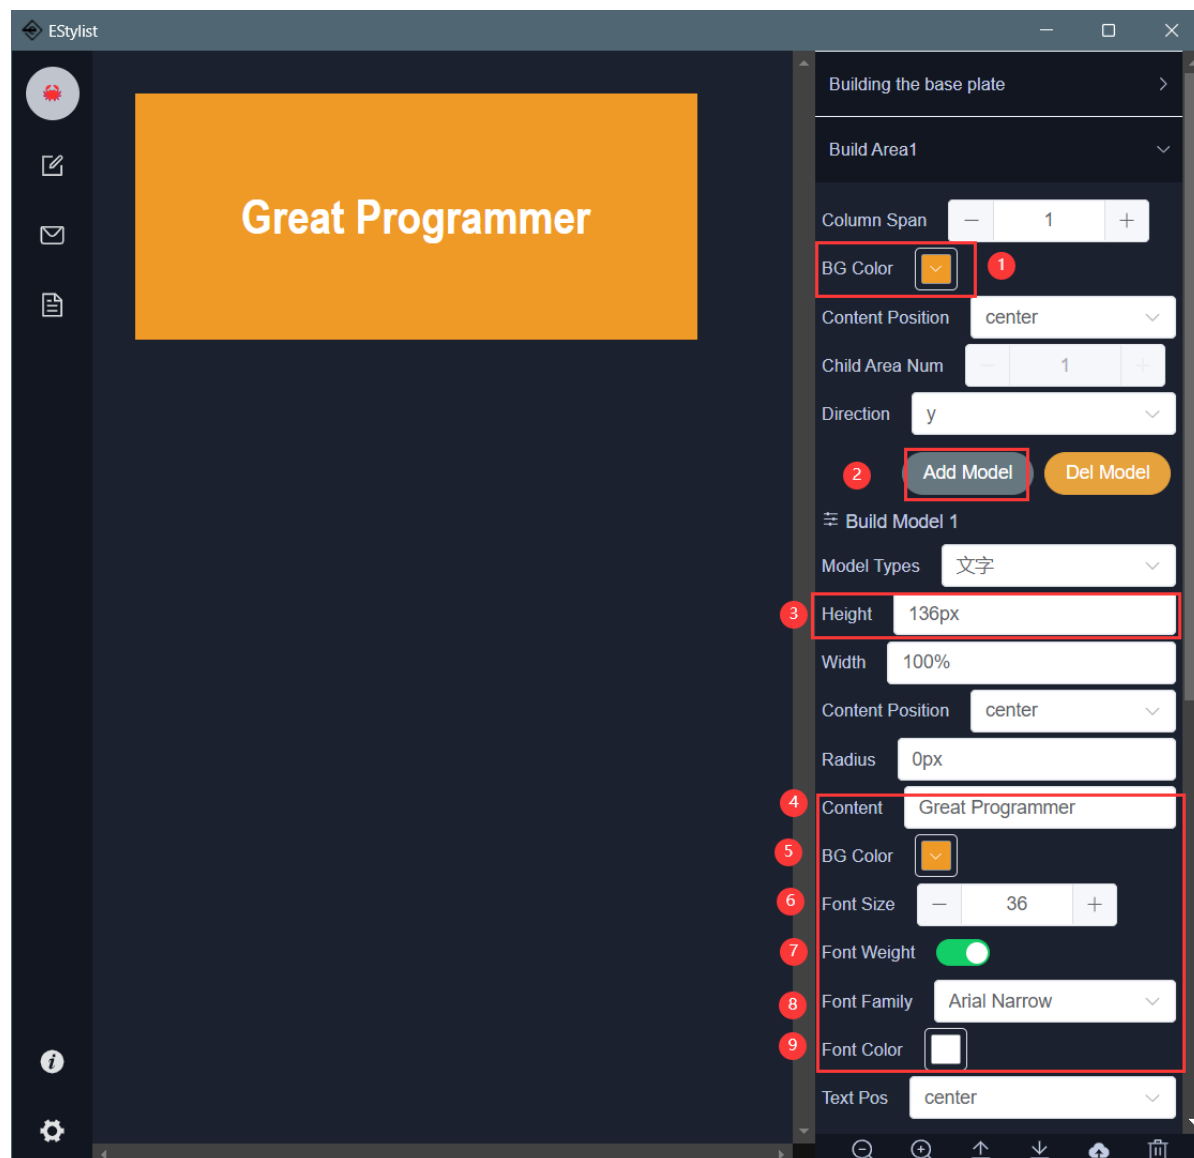 EStylist
Great Programmer
Building the base plate
Build Area1
Column Span 1
BG Color 1
Content Position center
Child Area Num 1
Direction y
2 Add Model Del Model
Build Model 1
Model Types 文字
3 Height 136px
Width 100%
Content Position center
Radius 0px
4 Content Great Programmer
5 BG Color
6 Font Size 36
7 Font Weight
8 Font Family Arial Narrow
9 Font Color
Text Pos center